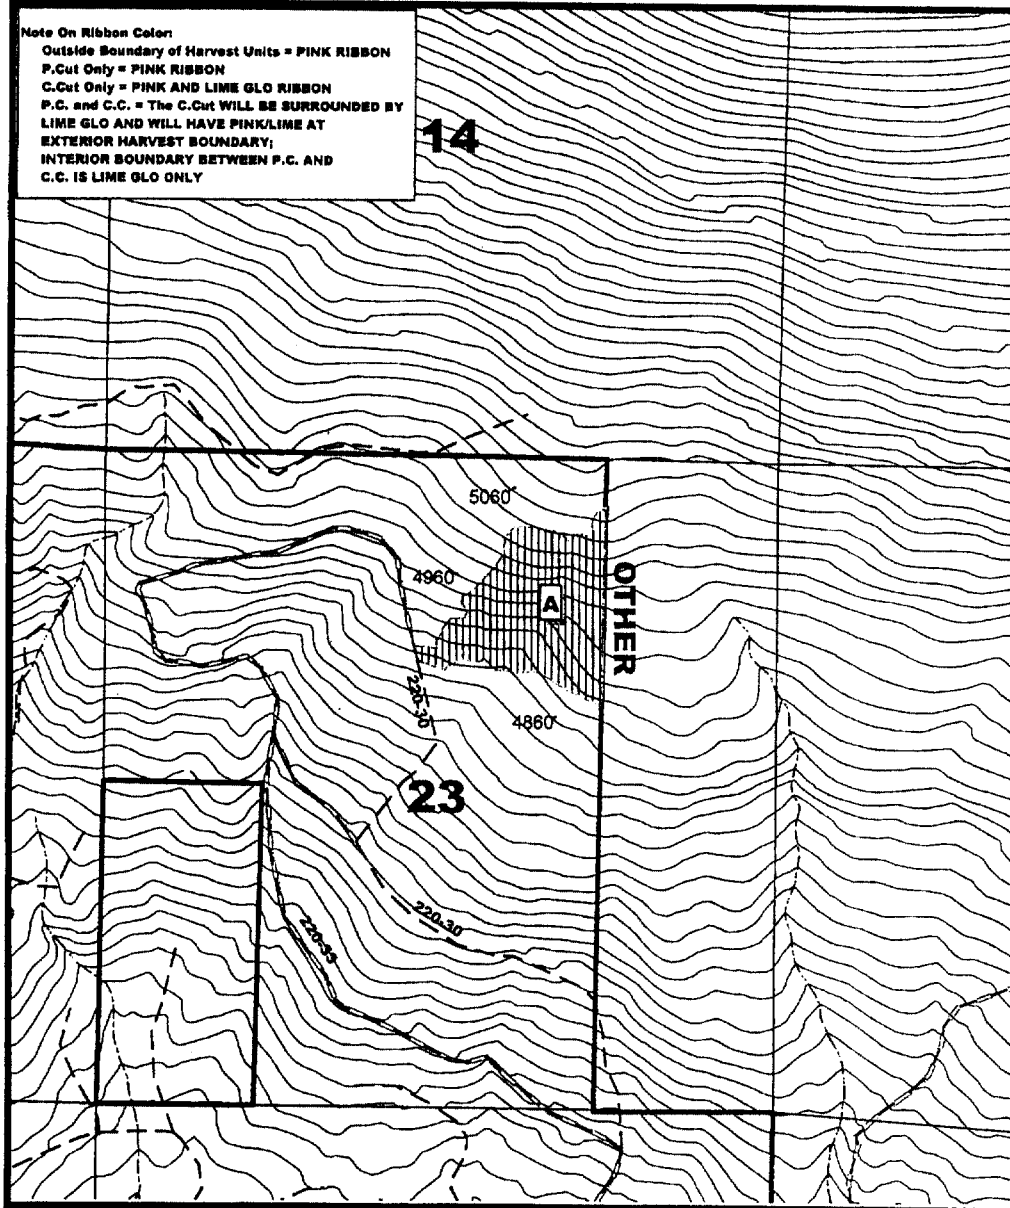 Note On Ribbon Color:
Outside Boundary of Harvest Units = PINK RIBBON
P.Cut Only = PINK RIBBON
C.Cut Only = PINK AND LIME GLO RIBBON
P.C. and C.C. = The C.Cut WILL BE SURROUNDED BY
LIME GLO AND WILL HAVE PINK/LIME AT
EXTERIOR HARVEST BOUNDARY;
INTERIOR BOUNDARY BETWEEN P.C. AND
C.C. IS LIME GLO ONLY
14
5060
4960
A
OTHER
220-30
4860
23
220-30
220-33